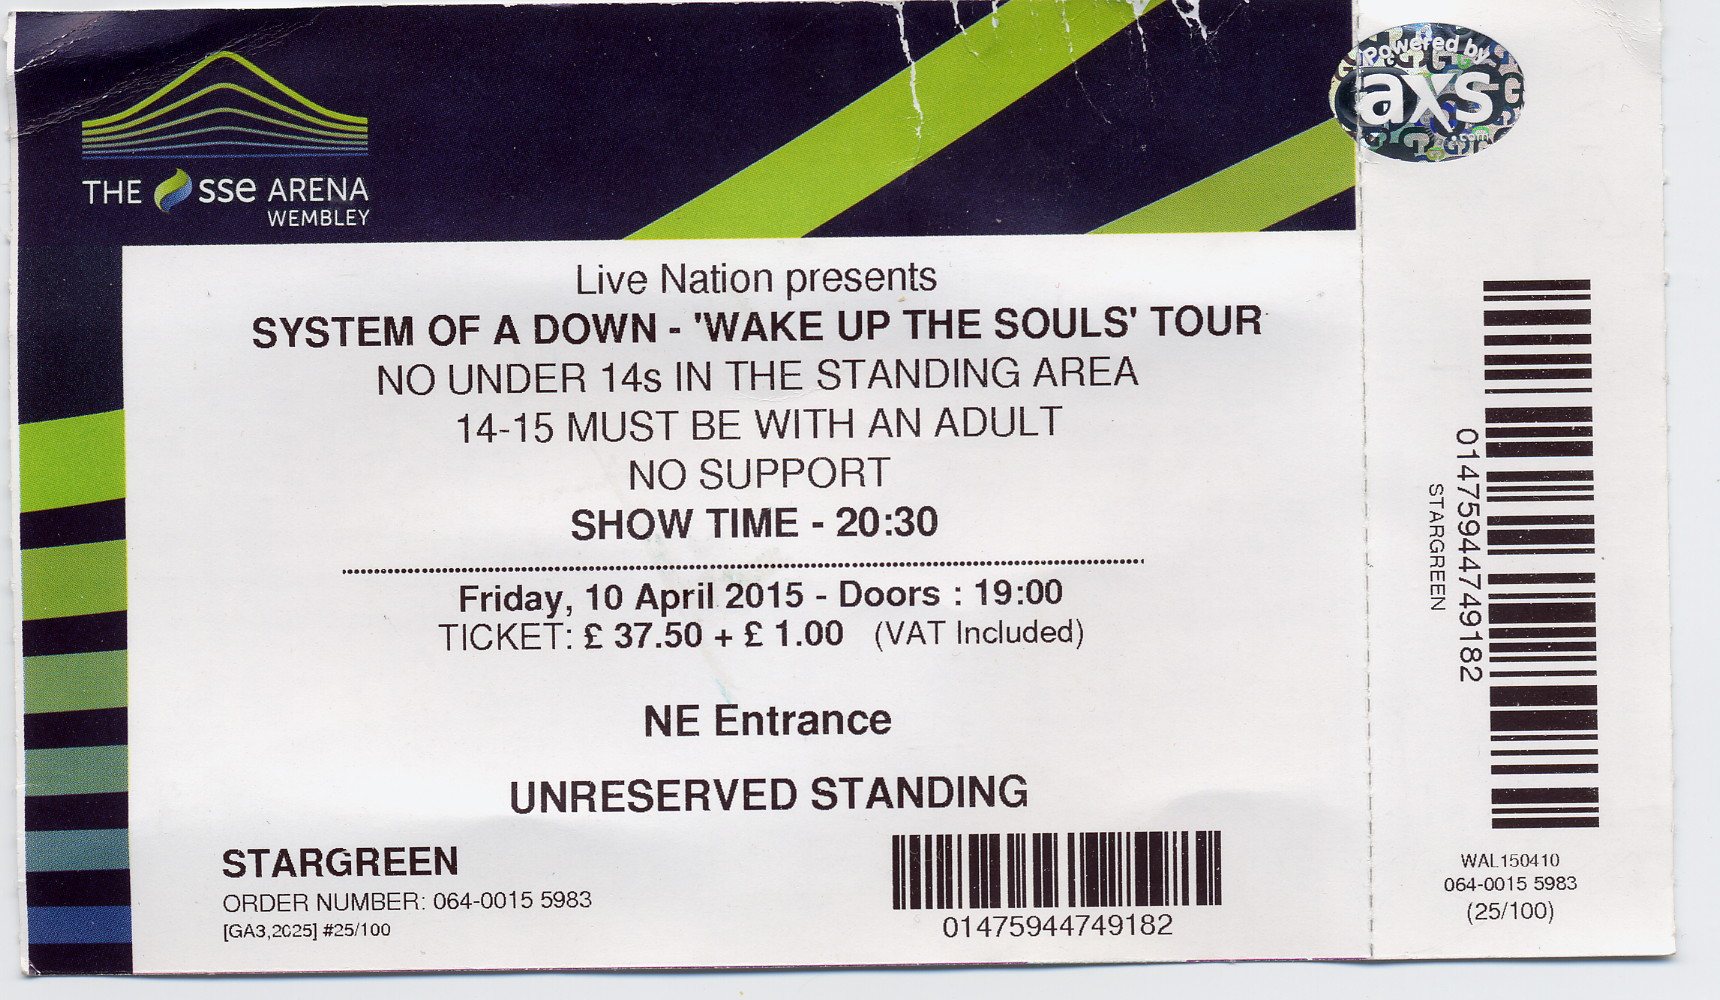 Powered by
axs
.com
THE sse ARENA
WEMBLEY
Live Nation presents
SYSTEM OF A DOWN - 'WAKE UP THE SOULS' TOUR
NO UNDER 14s IN THE STANDING AREA
14-15 MUST BE WITH AN ADULT
NO SUPPORT
SHOW TIME - 20:30
Friday, 10 April 2015 - Doors : 19:00
TICKET: £ 37.50 + £ 1.00 (VAT Included)
NE Entrance
UNRESERVED STANDING
STARGREEN
ORDER NUMBER: 064-0015 5983
[GA3,2025] #25/100
01475944749182
01475944749182
STARGREEN
WAL150410
064-0015 5983
(25/100)